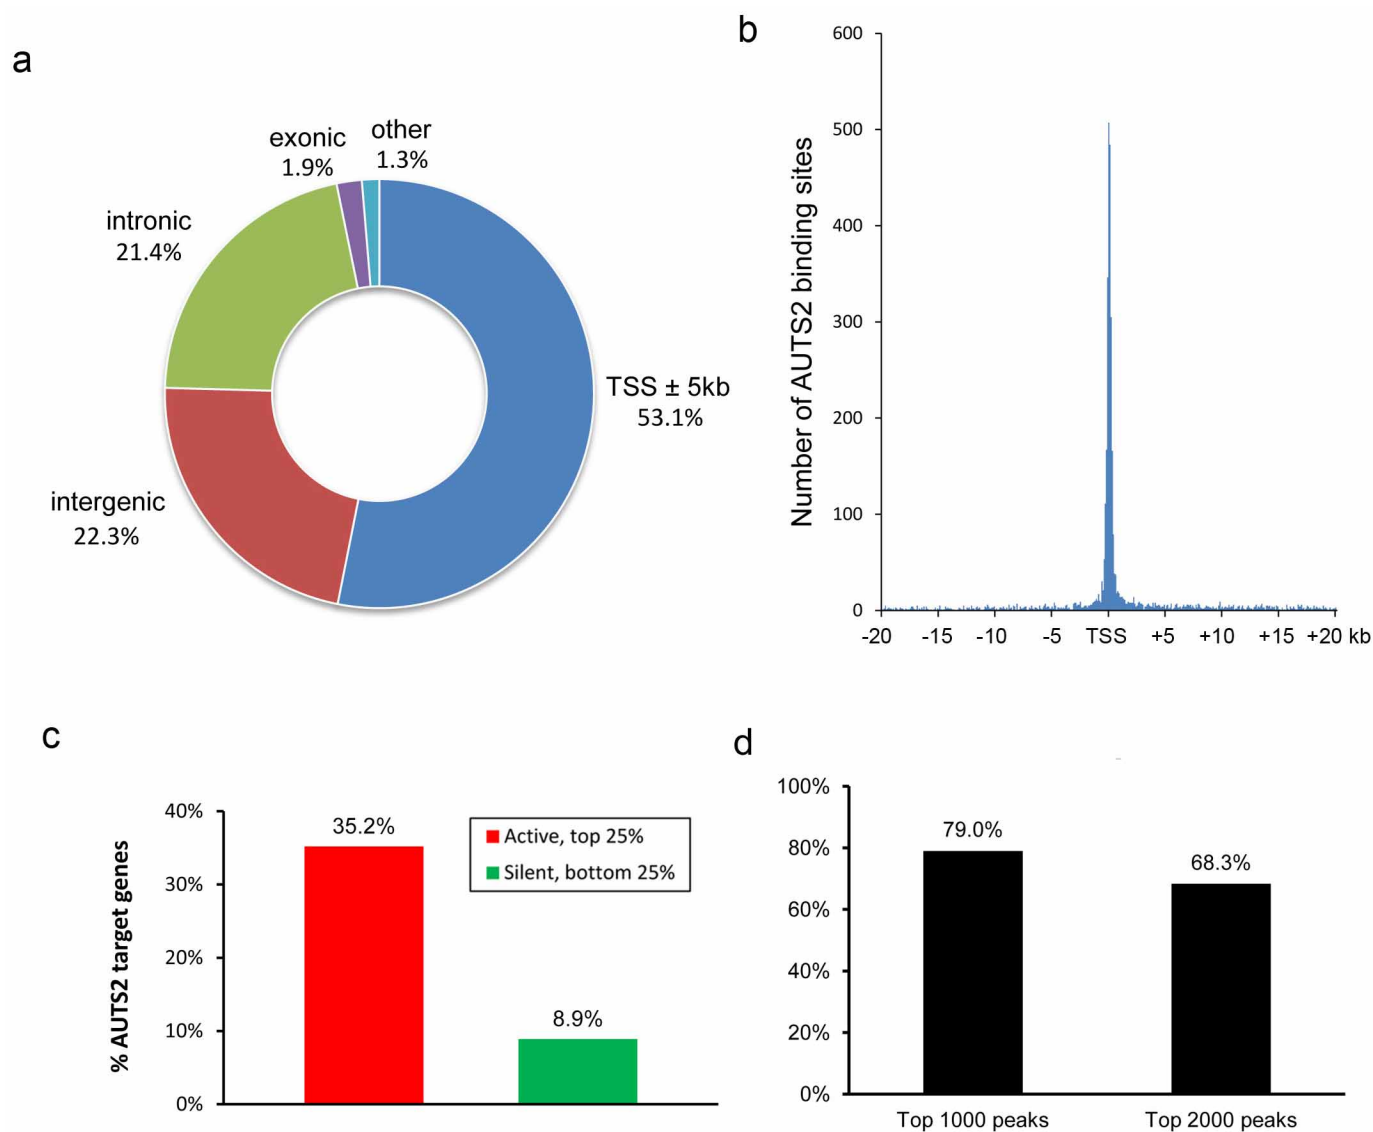 a
exonic
1.9%
other
1.3%
intronic
21.4%
TSS ± 5kb
53.1%
intergenic
22.3%
b
Number of AUTS2 binding sites
600
500
400
300
200
100
0
-20 -15 -10 -5 TSS +5 +10 +15 +20 kb
c
% AUTS2 target genes
40%
30%
20%
10%
0%
35.2%
8.9%
Active, top 25%
Silent, bottom 25%
d
100%
80%
60%
40%
20%
0%
79.0%
68.3%
Top 1000 peaks Top 2000 peaks